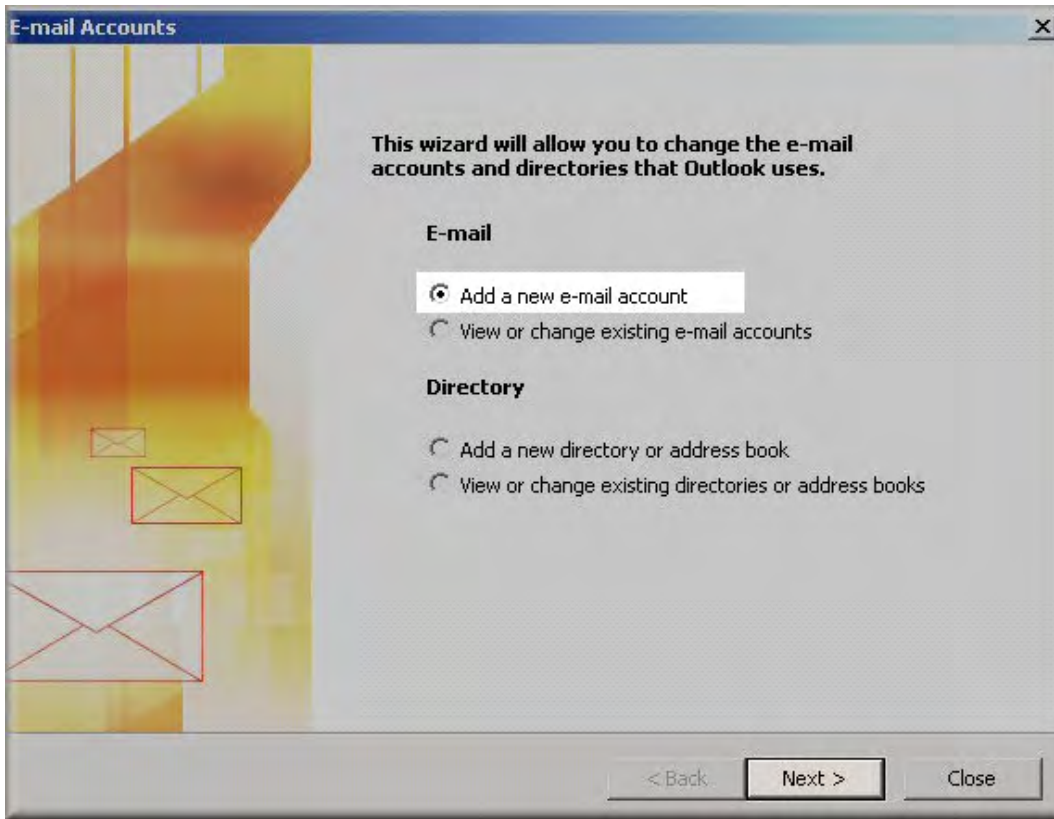 E-mail Accounts
This wizard will allow you to change the e-mail
accounts and directories that Outlook uses.
E-mail
Add a new e-mail account
View or change existing e-mail accounts
Directory
Add a new directory or address book
View or change existing directories or address books
< Back
Next >
Close